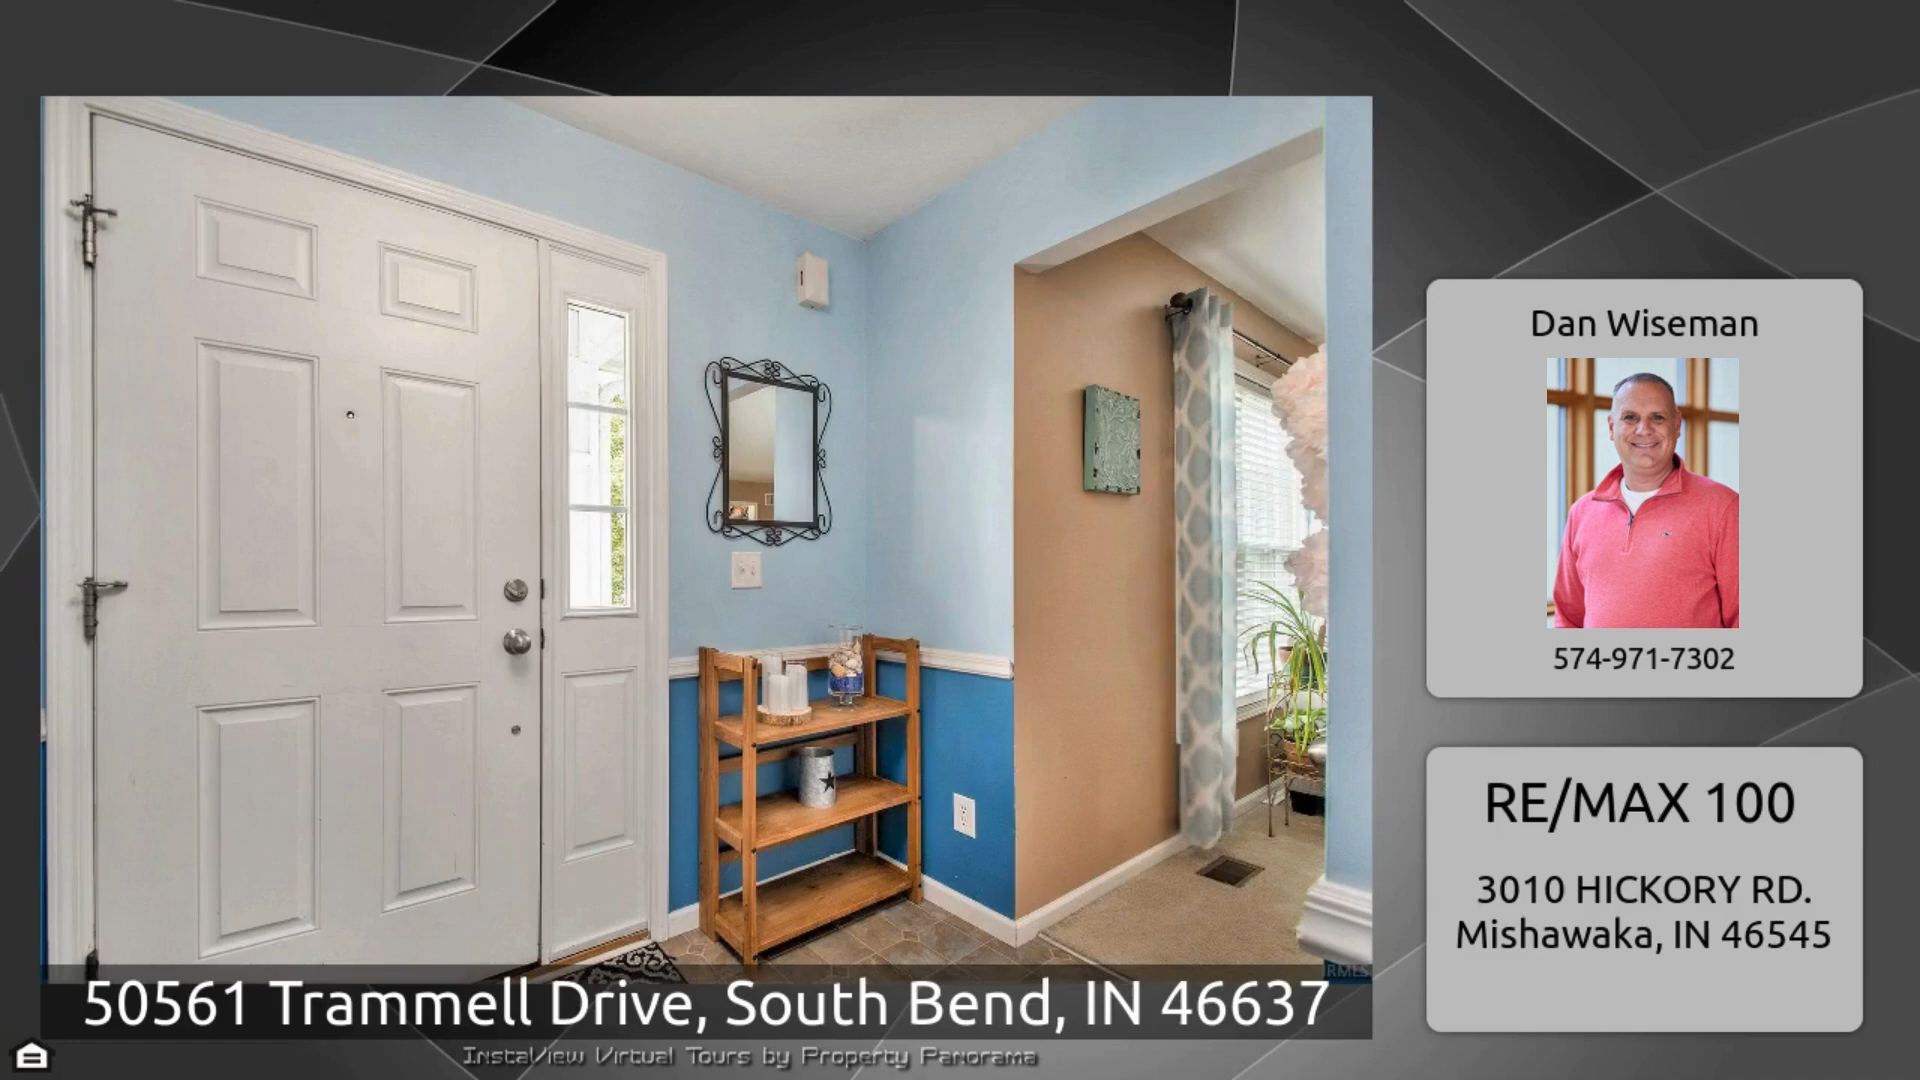 Dan Wiseman
574-971-7302
RE/MAX 100
3010 HICKORY RD.
Mishawaka, IN 46545
RMLS
50561 Trammell Drive, South Bend, IN 46637
InstaView Virtual Tours by Property Panorama